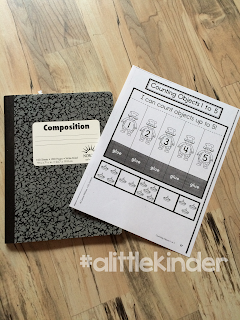 Composition
Counting Objects 1 to 5
I can count objects up to 5!
1 2 3 4 5
glue glue glue glue glue
#alittlekinder